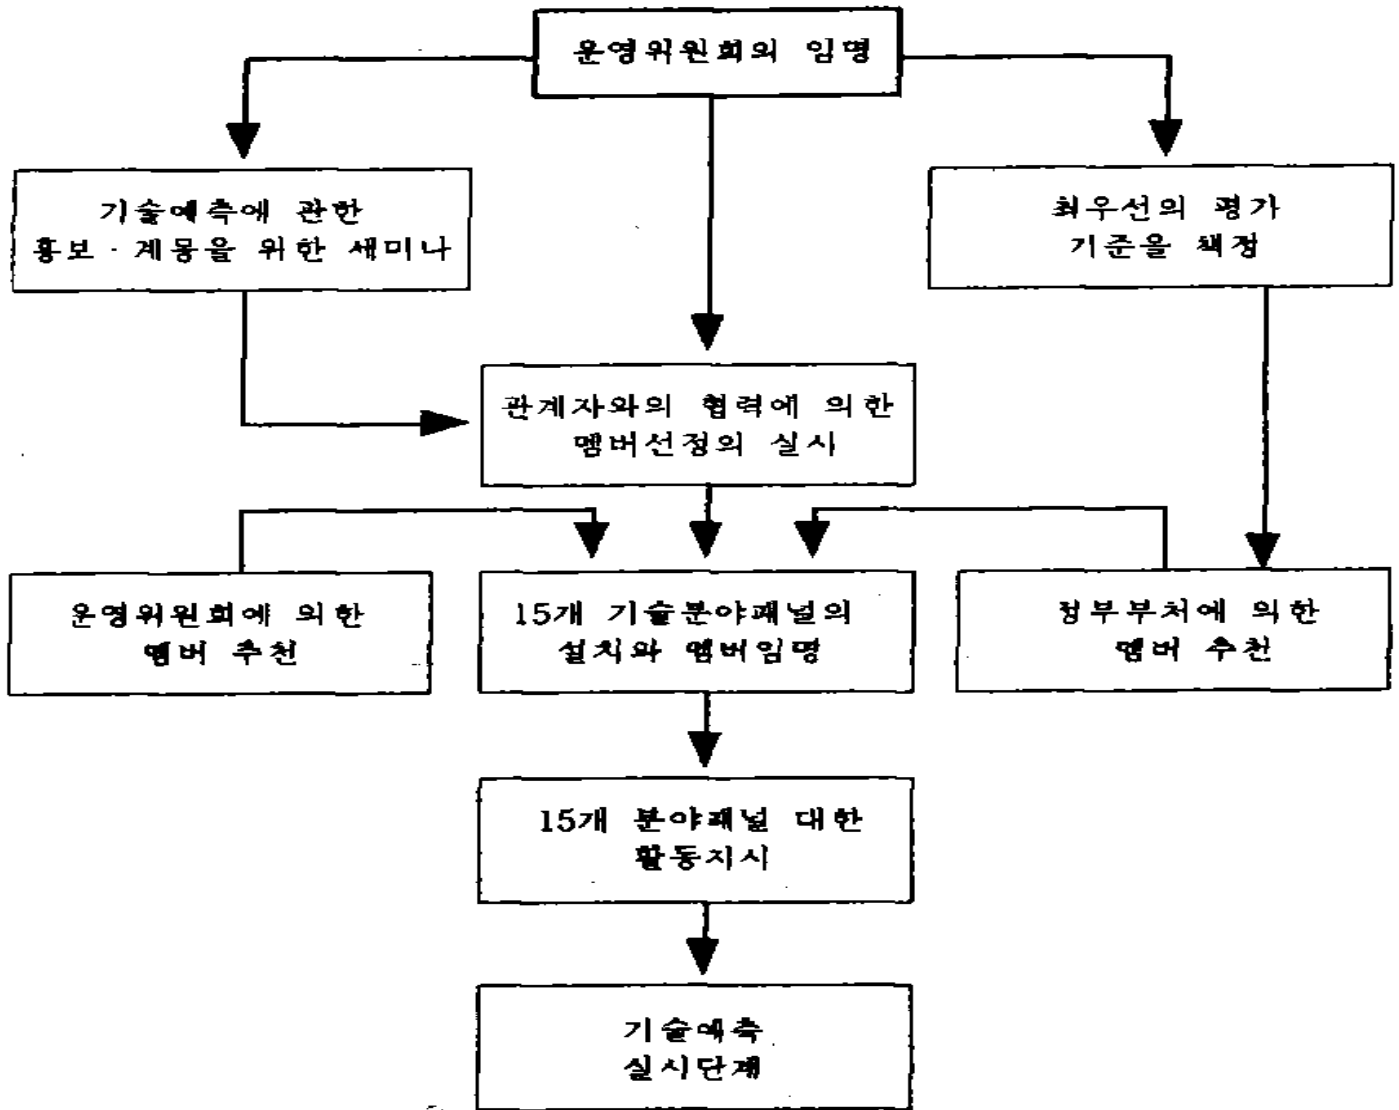 운영위원회의 임명
기술예측에 관한
홍보 · 계몽을 위한 세미나
최우선의 평가
기준을 책정
관계자와의 협력에 의한
멤버선정의 실시
운영위원회에 의한
멤버 추천
15개 기술분야패널의
설치와 멤버임명
정부부처에 의한
멤버 추천
15개 분야패널 대한
활동지시
기술예측
실시단계